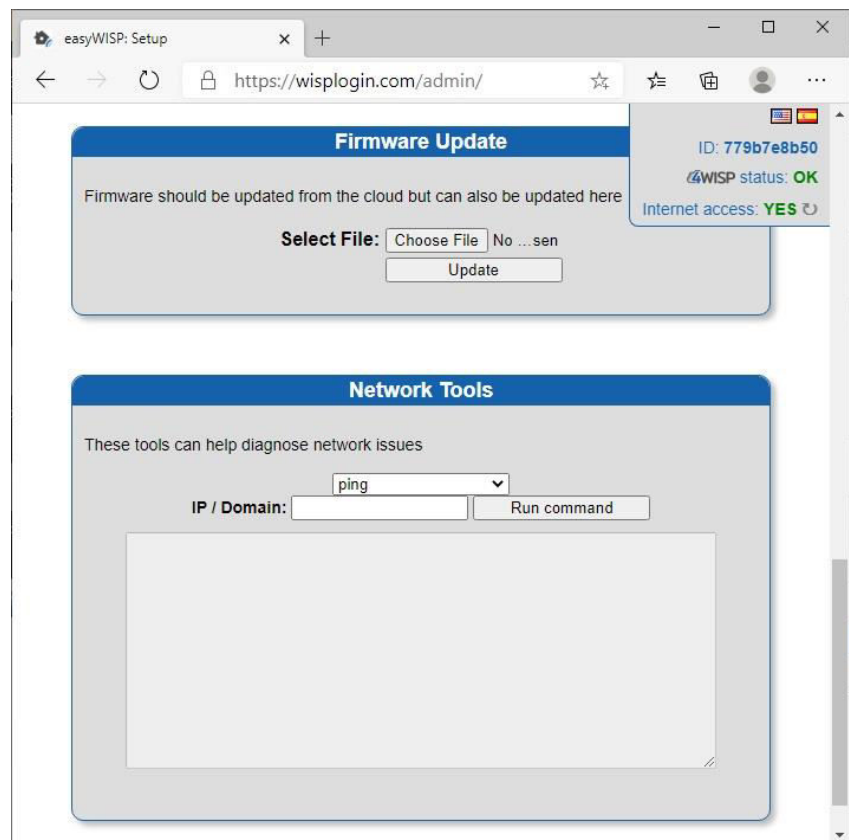 easyWISP: Setup
https://wisplogin.com/admin/
Firmware Update
ID: 779b7e8b50
4WISP status: OK
Internet access: YES
Firmware should be updated from the cloud but can also be updated here
Select File: Choose File No ...sen
Update
Network Tools
These tools can help diagnose network issues
ping
IP / Domain: Run command